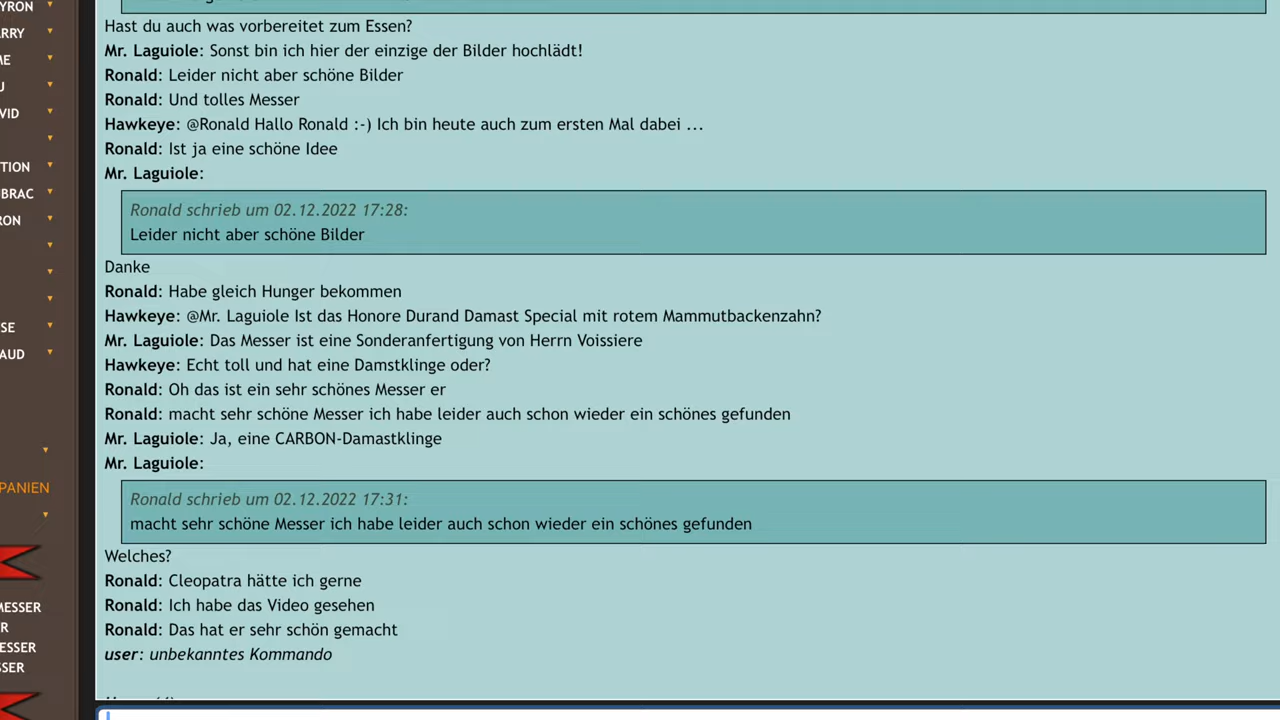 YRON
ARRY
ME
U
VID
TION
BRAC
RON
SE
AUD
PANIEN
MESSER
R
ESSER
SSER
Hast du auch was vorbereitet zum Essen?
Mr. Laguiole: Sonst bin ich hier der einzige der Bilder hochlädt!
Ronald: Leider nicht aber schöne Bilder
Ronald: Und tolles Messer
Hawkeye: @Ronald Hallo Ronald :-) Ich bin heute auch zum ersten Mal dabei ...
Ronald: Ist ja eine schöne Idee
Mr. Laguiole:
Ronald schrieb um 02.12.2022 17:28:
Leider nicht aber schöne Bilder
Danke
Ronald: Habe gleich Hunger bekommen
Hawkeye: @Mr. Laguiole Ist das Honore Durand Damast Special mit rotem Mammutbackenzahn?
Mr. Laguiole: Das Messer ist eine Sonderanfertigung von Herrn Voissiere
Hawkeye: Echt toll und hat eine Damstklinge oder?
Ronald: Oh das ist ein sehr schönes Messer er
Ronald: macht sehr schöne Messer ich habe leider auch schon wieder ein schönes gefunden
Mr. Laguiole: Ja, eine CARBON-Damastklinge
Mr. Laguiole:
Ronald schrieb um 02.12.2022 17:31:
macht sehr schöne Messer ich habe leider auch schon wieder ein schönes gefunden
Welches?
Ronald: Cleopatra hätte ich gerne
Ronald: Ich habe das Video gesehen
Ronald: Das hat er sehr schön gemacht
user: unbekanntes Kommando